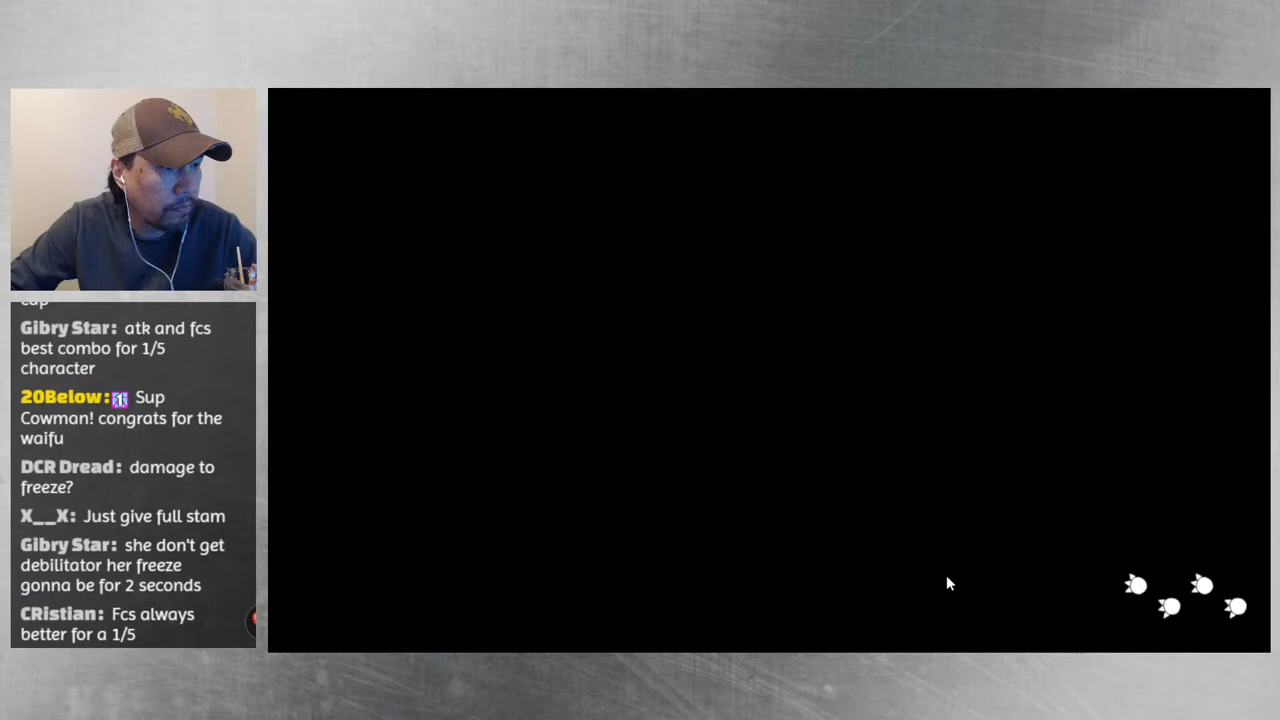 cup
Gibry Star: atk and fcs
best combo for 1/5
character
20Below: 1 Sup
Cowman! congrats for the
waifu
DCR Dread: damage to
freeze?
X__X: Just give full stam
Gibry Star: she don't get
debilitator her freeze
gonna be for 2 seconds
CRistian: Fcs always
better for a 1/5